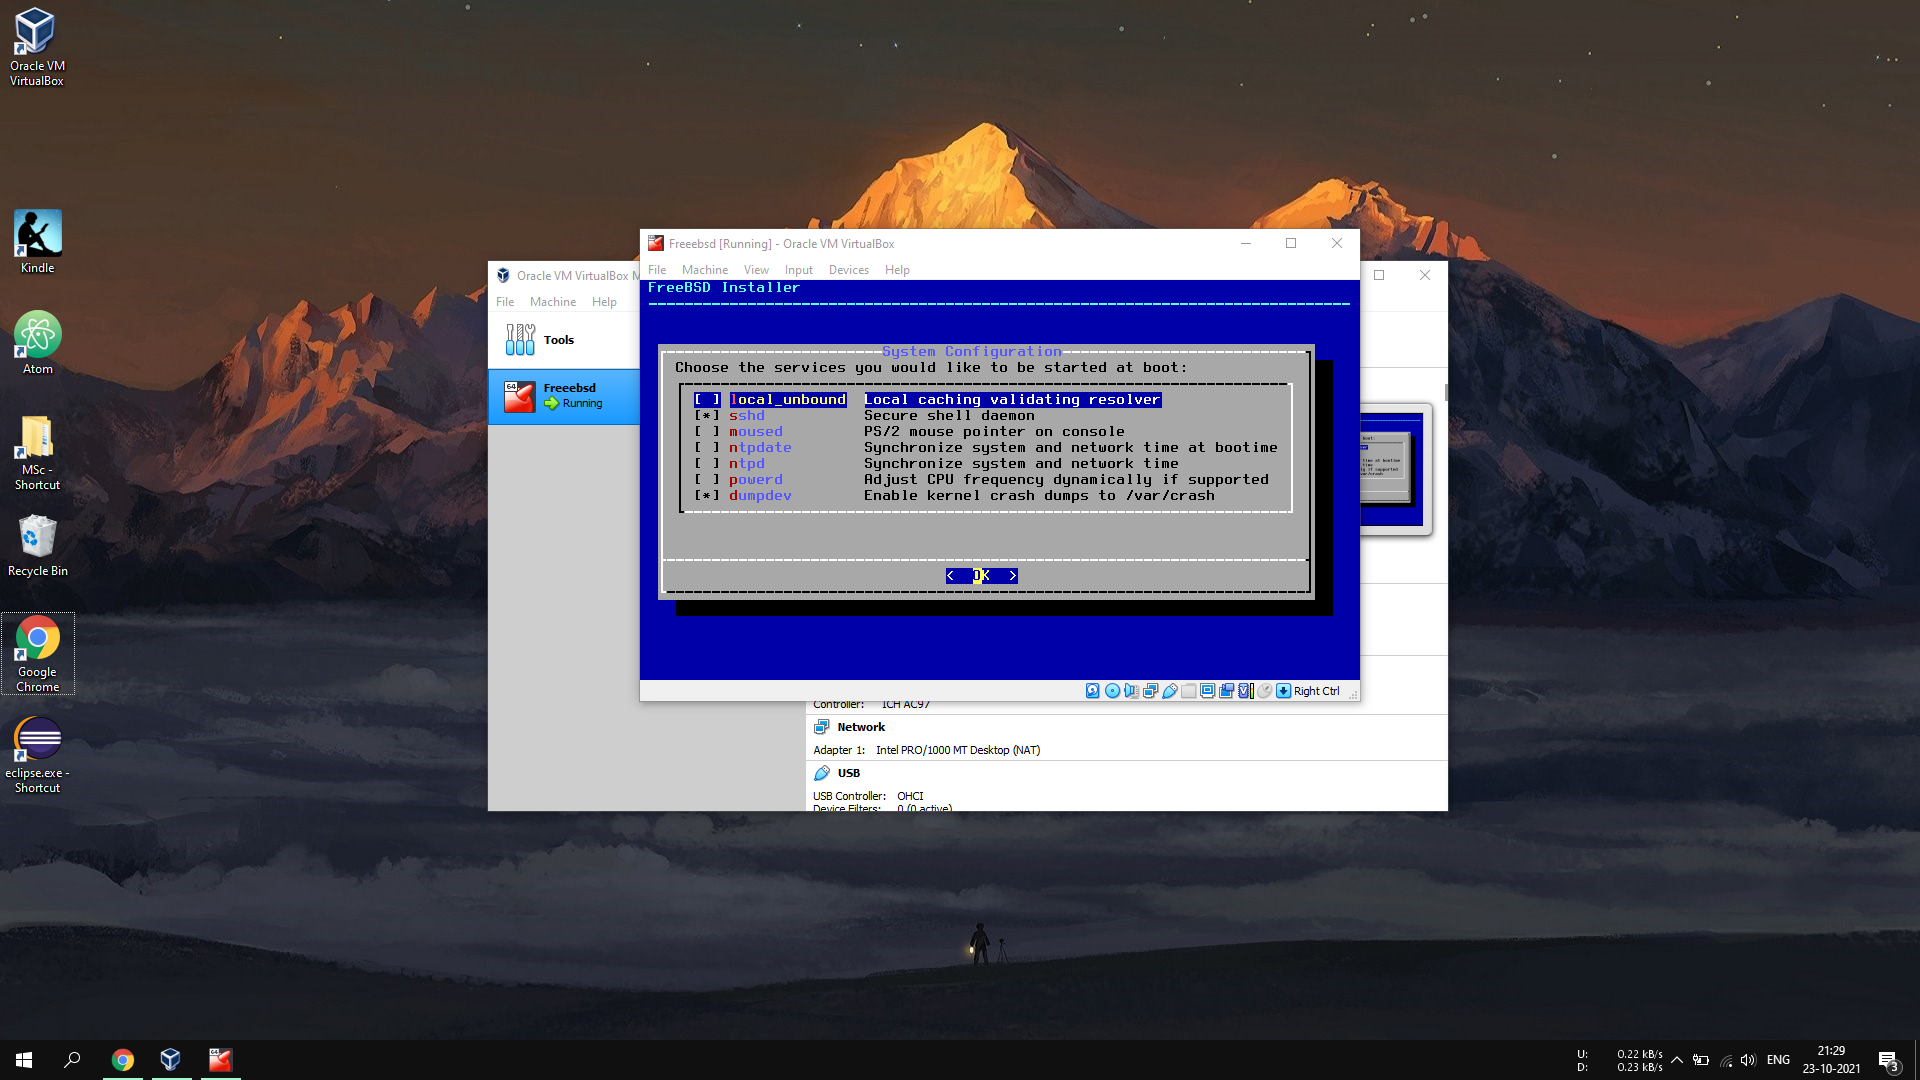 Oracle VM
VirtualBox
Kindle
Atom
MSc -
Shortcut
Recycle Bin
Google
Chrome
eclipse.exe -
Shortcut
Oracle VM VirtualBox M
File Machine Help
Tools
64
Freeebsd
Running
Freeebsd [Running] - Oracle VM VirtualBox
File Machine View Input Devices Help
FreeBSD Installer
System Configuration
Choose the services you would like to be started at boot:
[ ] local_unbound Local caching validating resolver
[*] sshd Secure shell daemon
[ ] moused PS/2 mouse pointer on console
[ ] ntpdate Synchronize system and network time at bootime
[ ] ntpd Synchronize system and network time
[ ] powerd Adjust CPU frequency dynamically if supported
[*] dumpdev Enable kernel crash dumps to /var/crash
< OK >
Right Ctrl
Controller: ICH AC97
Network
Adapter 1: Intel PRO/1000 MT Desktop (NAT)
USB
USB Controller: OHCI
Device Filters: 0 (0 active)
U: 0.22 kB/s
D: 0.23 kB/s
ENG
21:29
23-10-2021
3